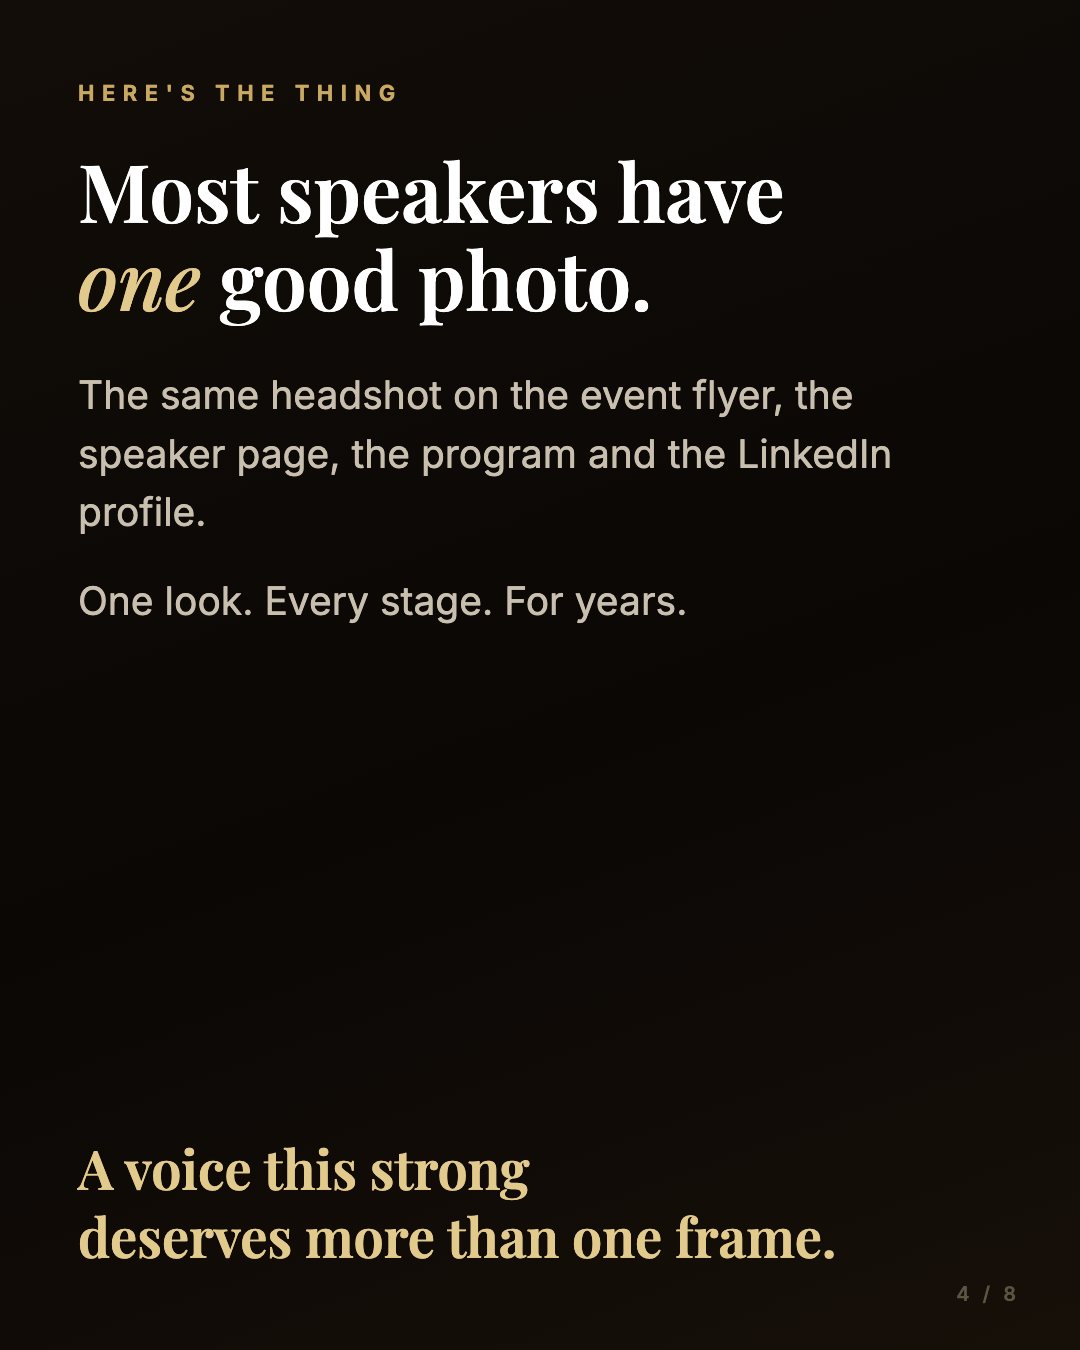 HERE'S THE THING
Most speakers have
one good photo.
The same headshot on the event flyer, the
speaker page, the program and the LinkedIn
profile.
One look. Every stage. For years.
A voice this strong
deserves more than one frame.
4 / 8